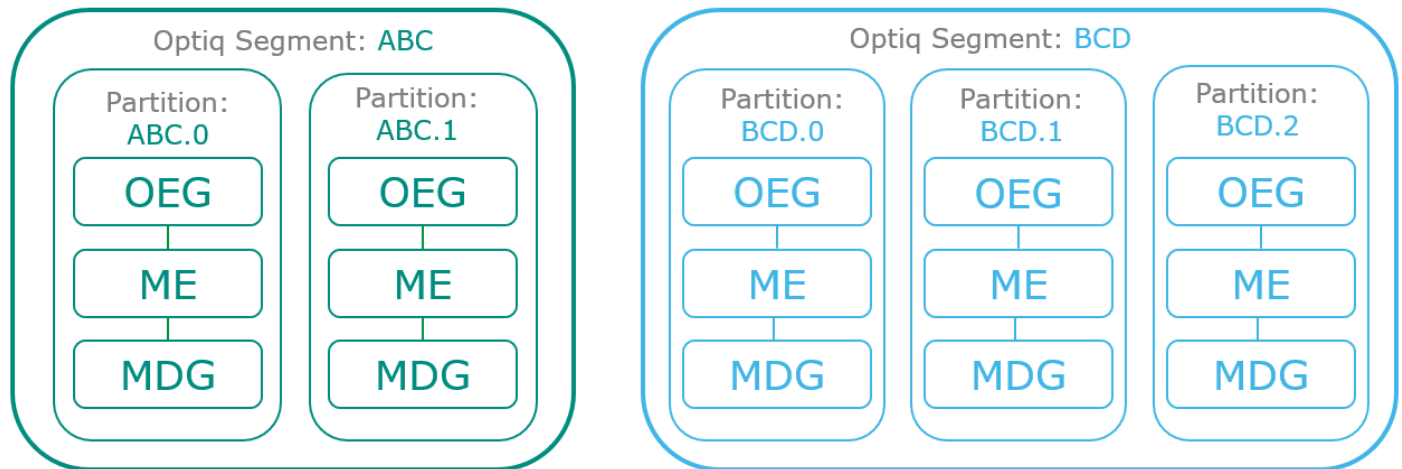 Optiq Segment: ABC
Partition:
ABC.0
OEG
ME
MDG
Partition:
ABC.1
OEG
ME
MDG
Optiq Segment: BCD
Partition:
BCD.0
OEG
ME
MDG
Partition:
BCD.1
OEG
ME
MDG
Partition:
BCD.2
OEG
ME
MDG